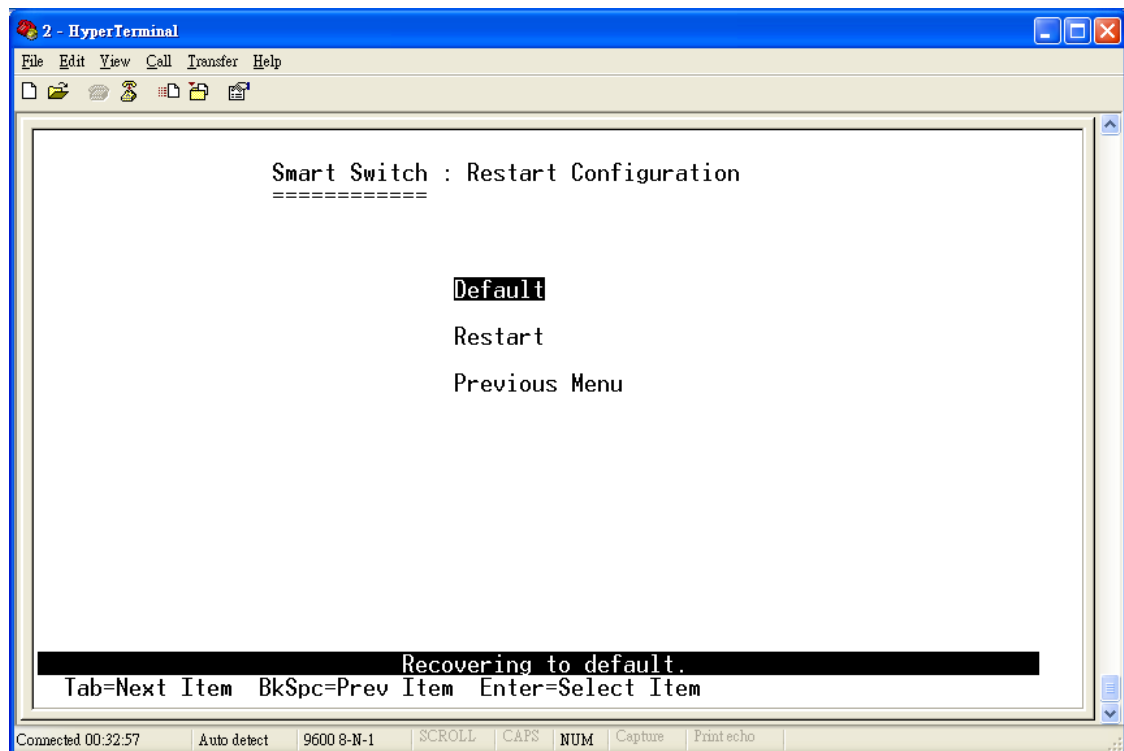 2 - HyperTerminal
File Edit View Call Transfer Help
Smart Switch : Restart Configuration
============
Default
Restart
Previous Menu
Recovering to default.
Tab=Next Item BkSpc=Prev Item Enter=Select Item
Connected 00:32:57 Auto detect 9600 8-N-1 SCROLL CAPS NUM Capture Print echo